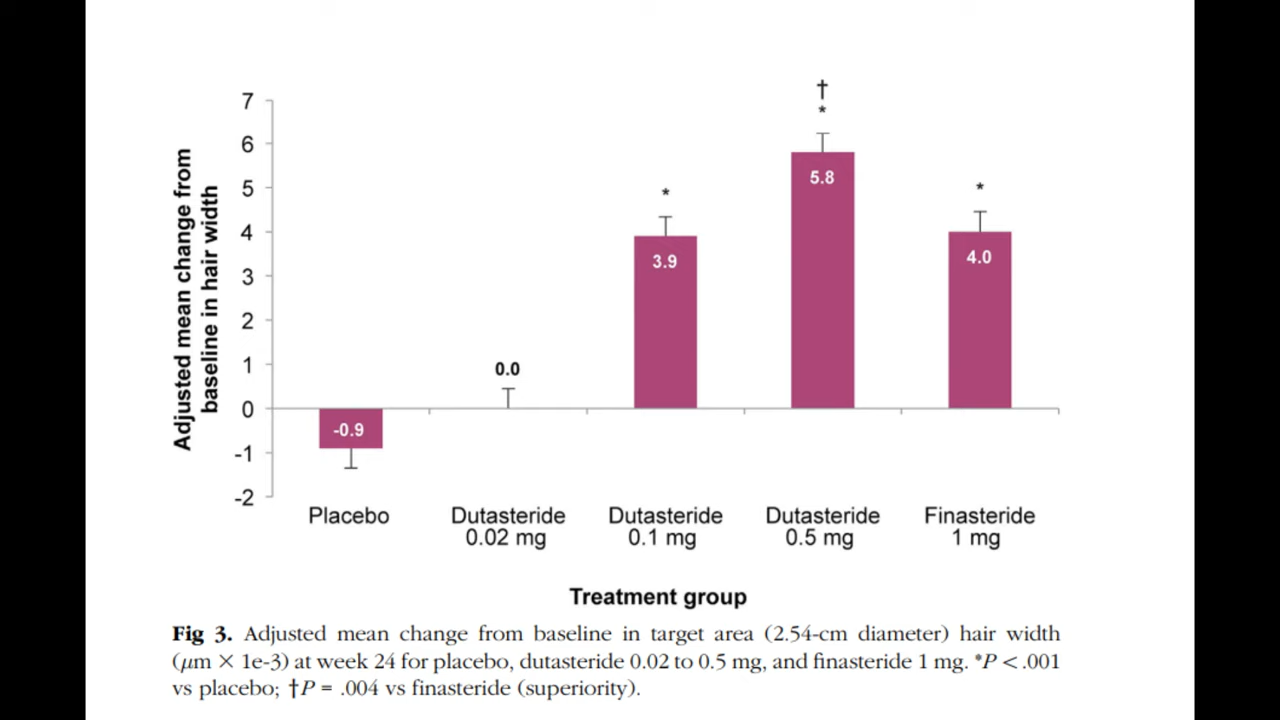 †
*
7
6
5
4
3
2
1
0
-1
-2
Adjusted mean change from
baseline in hair width
-0.9
0.0
*
3.9
5.8
*
4.0
Placebo
Dutasteride
0.02 mg
Dutasteride
0.1 mg
Dutasteride
0.5 mg
Finasteride
1 mg
Treatment group
Fig 3. Adjusted mean change from baseline in target area (2.54-cm diameter) hair width
(μm × 1e-3) at week 24 for placebo, dutasteride 0.02 to 0.5 mg, and finasteride 1 mg. *P < .001
vs placebo; †P = .004 vs finasteride (superiority).